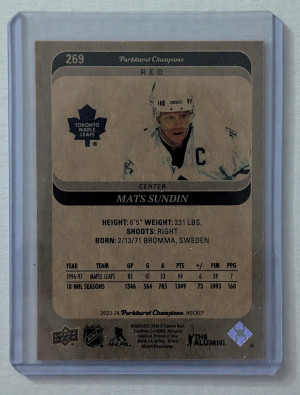 269
Parkhurst Champions
RED
TORONTO
MAPLE
LEAFS
C
CENTER
MATS SUNDIN
HEIGHT: 6'5" WEIGHT: 231 LBS.
SHOOTS: RIGHT
BORN: 2/13/71 BROMMA, SWEDEN
YEAR TEAM GP G A PTS +/- PIM PPG
1996-97 MAPLE LEAFS 82 41 53 94 6 59 7
18 NHL SEASONS 1346 564 785 1349 73 1093 160
2023-24 Parkhurst Champions HOCKEY
UPPER DECK
NHLPA
THE ALUMNI